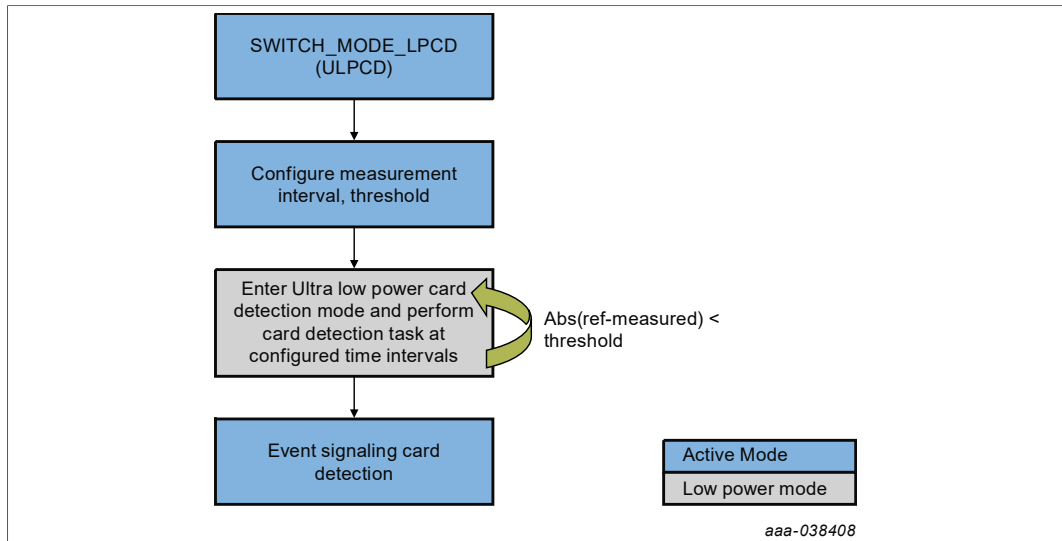 SWITCH_MODE_LPCD
(ULPCD)
Configure measurement
interval, threshold
Enter Ultra low power card
detection mode and perform
card detection task at
configured time intervals
Abs(ref-measured) <
threshold
Event signaling card
detection
Active Mode
Low power mode
aaa-038408